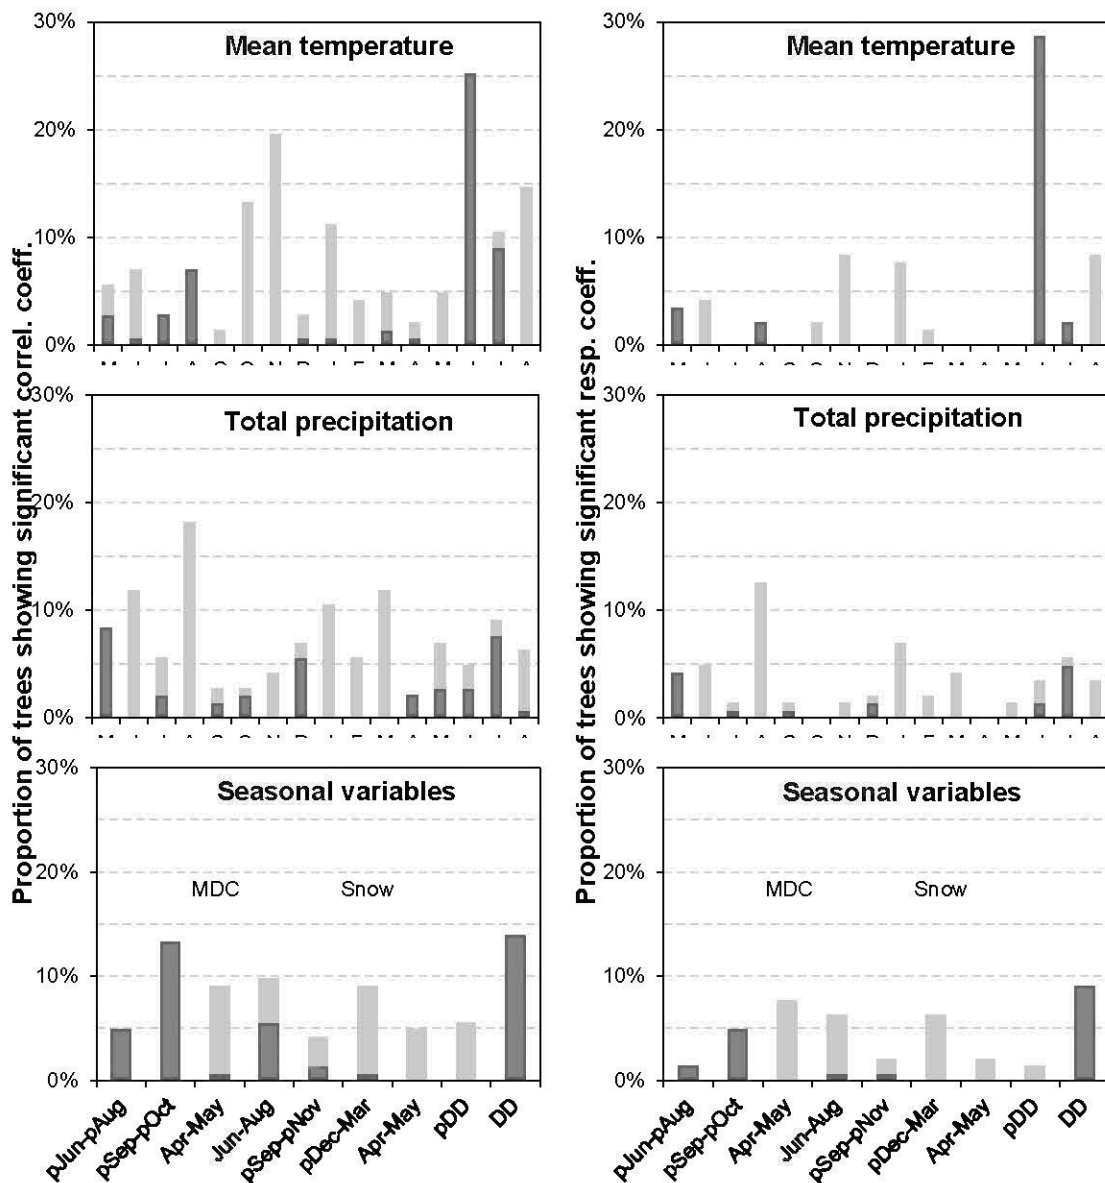 30%
Mean temperature
20%
10%
0%
30%
Mean temperature
20%
10%
0%
30%
Total precipitation
20%
10%
0%
30%
Total precipitation
20%
10%
0%
30%
Seasonal variables
20%
MDC Snow
10%
0%
pJun-pAug
pSep-pOct
Apr-May
Jun-Aug
pSep-pNov
pDec-Mar
Apr-May
pDD
DD
30%
Seasonal variables
20%
MDC Snow
10%
0%
pJun-pAug
pSep-pOct
Apr-May
Jun-Aug
pSep-pNov
pDec-Mar
Apr-May
pDD
DD
Proportion of trees showing significant correl. coeff.
Proportion of trees showing significant resp. coeff.